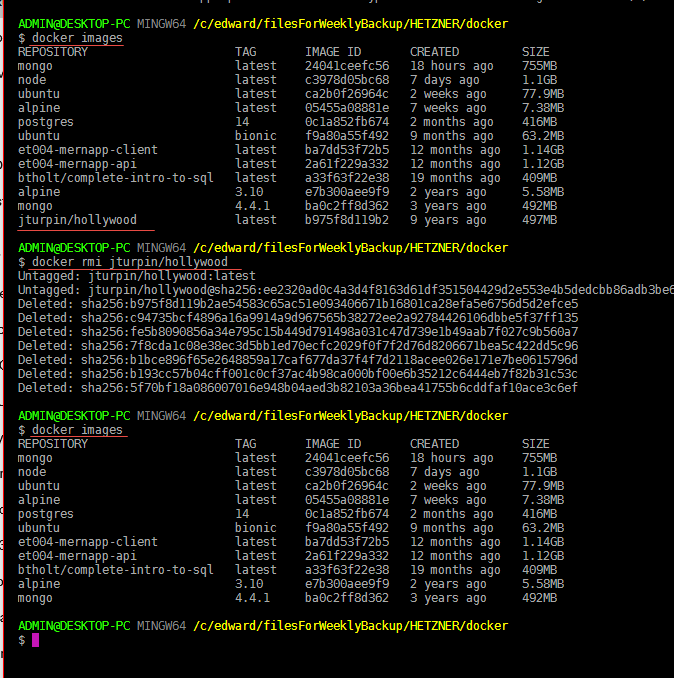 ADMIN@DESKTOP-PC MINGW64 /c/edward/filesForWeeklyBackup/HETZNER/docker
$ docker images
REPOSITORY TAG IMAGE ID CREATED SIZE
mongo latest 24041ceefc56 18 hours ago 755MB
node latest c3978d05bc68 7 days ago 1.1GB
ubuntu latest ca2b0f26964c 2 weeks ago 77.9MB
alpine latest 05455a08881e 7 weeks ago 7.38MB
postgres 14 0c1a852fb674 2 months ago 416MB
ubuntu bionic f9a80a55f492 9 months ago 63.2MB
et004-mernapp-client latest ba7dd53f72b5 12 months ago 1.14GB
et004-mernapp-api latest 2a61f229a332 12 months ago 1.12GB
btholt/complete-intro-to-sql latest a33f63f22e38 19 months ago 409MB
alpine 3.10 e7b300aee9f9 2 years ago 5.58MB
mongo 4.4.1 ba0c2ff8d362 3 years ago 492MB
jturpin/hollywood latest b975f8d119b2 9 years ago 497MB
ADMIN@DESKTOP-PC MINGW64 /c/edward/filesForWeeklyBackup/HETZNER/docker
$ docker rmi jturpin/hollywood
Untagged: jturpin/hollywood:latest
Untagged: jturpin/hollywood@sha256:ee2320ad0c4a3d4f8163d61df351504429d2e553e4b5dedcbb86adb3be6
Deleted: sha256:b975f8d119b2ae54583c65ac51e093406671b16801ca28efa5e6756d5d2efce5
Deleted: sha256:c94735bcf4896a16a9914a9d967565b38272ee2a92784426106dbbe5f37ff135
Deleted: sha256:fe5b8090856a34e795c15b449d791498a031c47d739e1b49aab7f027c9b560a7
Deleted: sha256:7f8cda1c08e38ec3d5bb1ed70ecfc2029f0f7f2d76d8206671bea5c422dd5c96
Deleted: sha256:b1bce896f65e2648859a17caf677da37f4f7d2118acee026e171e7be0615796d
Deleted: sha256:b193cc57b04cff001c0cf37ac4b98ca000bf00e6b35212c6444eb7f82b31c53c
Deleted: sha256:5f70bf18a086007016e948b04aed3b82103a36bea41755b6cddfaf10ace3c6ef
ADMIN@DESKTOP-PC MINGW64 /c/edward/filesForWeeklyBackup/HETZNER/docker
$ docker images
REPOSITORY TAG IMAGE ID CREATED SIZE
mongo latest 24041ceefc56 18 hours ago 755MB
node latest c3978d05bc68 7 days ago 1.1GB
ubuntu latest ca2b0f26964c 2 weeks ago 77.9MB
alpine latest 05455a08881e 7 weeks ago 7.38MB
postgres 14 0c1a852fb674 2 months ago 416MB
ubuntu bionic f9a80a55f492 9 months ago 63.2MB
et004-mernapp-client latest ba7dd53f72b5 12 months ago 1.14GB
et004-mernapp-api latest 2a61f229a332 12 months ago 1.12GB
btholt/complete-intro-to-sql latest a33f63f22e38 19 months ago 409MB
alpine 3.10 e7b300aee9f9 2 years ago 5.58MB
mongo 4.4.1 ba0c2ff8d362 3 years ago 492MB
ADMIN@DESKTOP-PC MINGW64 /c/edward/filesForWeeklyBackup/HETZNER/docker
$